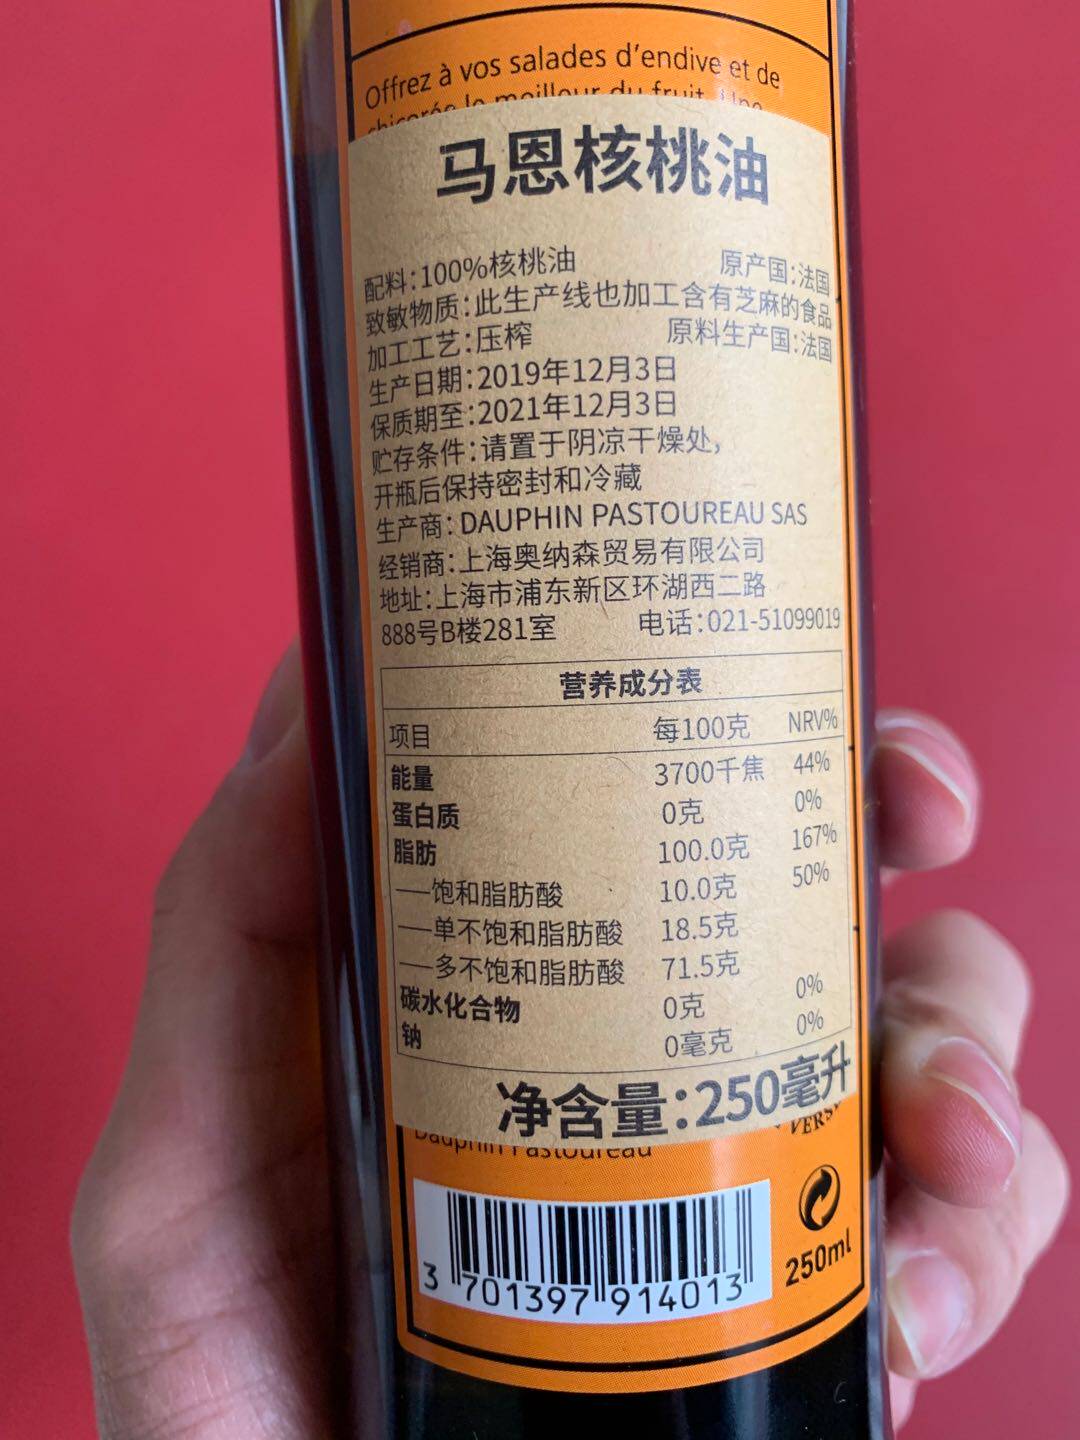 Offrez à vos salades d'endive et de
chicorée le meilleur du fruit. Une
马恩核桃油
配料：100%核桃油 原产国：法国
致敏物质：此生产线也加工含有芝麻的食品
加工工艺：压榨 原料生产国：法国
生产日期：2019年12月3日
保质期至：2021年12月3日
贮存条件：请置于阴凉干燥处，
开瓶后保持密封和冷藏
生产商：DAUPHIN PASTOUREAU SAS
经销商：上海奥纳森贸易有限公司
地址：上海市浦东新区环湖西二路
888号B楼281室 电话：021-51099019
营养成分表
项目 每100克 NRV%
能量 3700千焦 44%
蛋白质 0克 0%
脂肪 100.0克 167%
——饱和脂肪酸 10.0克 50%
——单不饱和脂肪酸 18.5克
——多不饱和脂肪酸 71.5克
碳水化合物 0克 0%
钠 0毫克 0%
净含量：250毫升
Dauphin Pastoureau
3 701397 914013
250ml